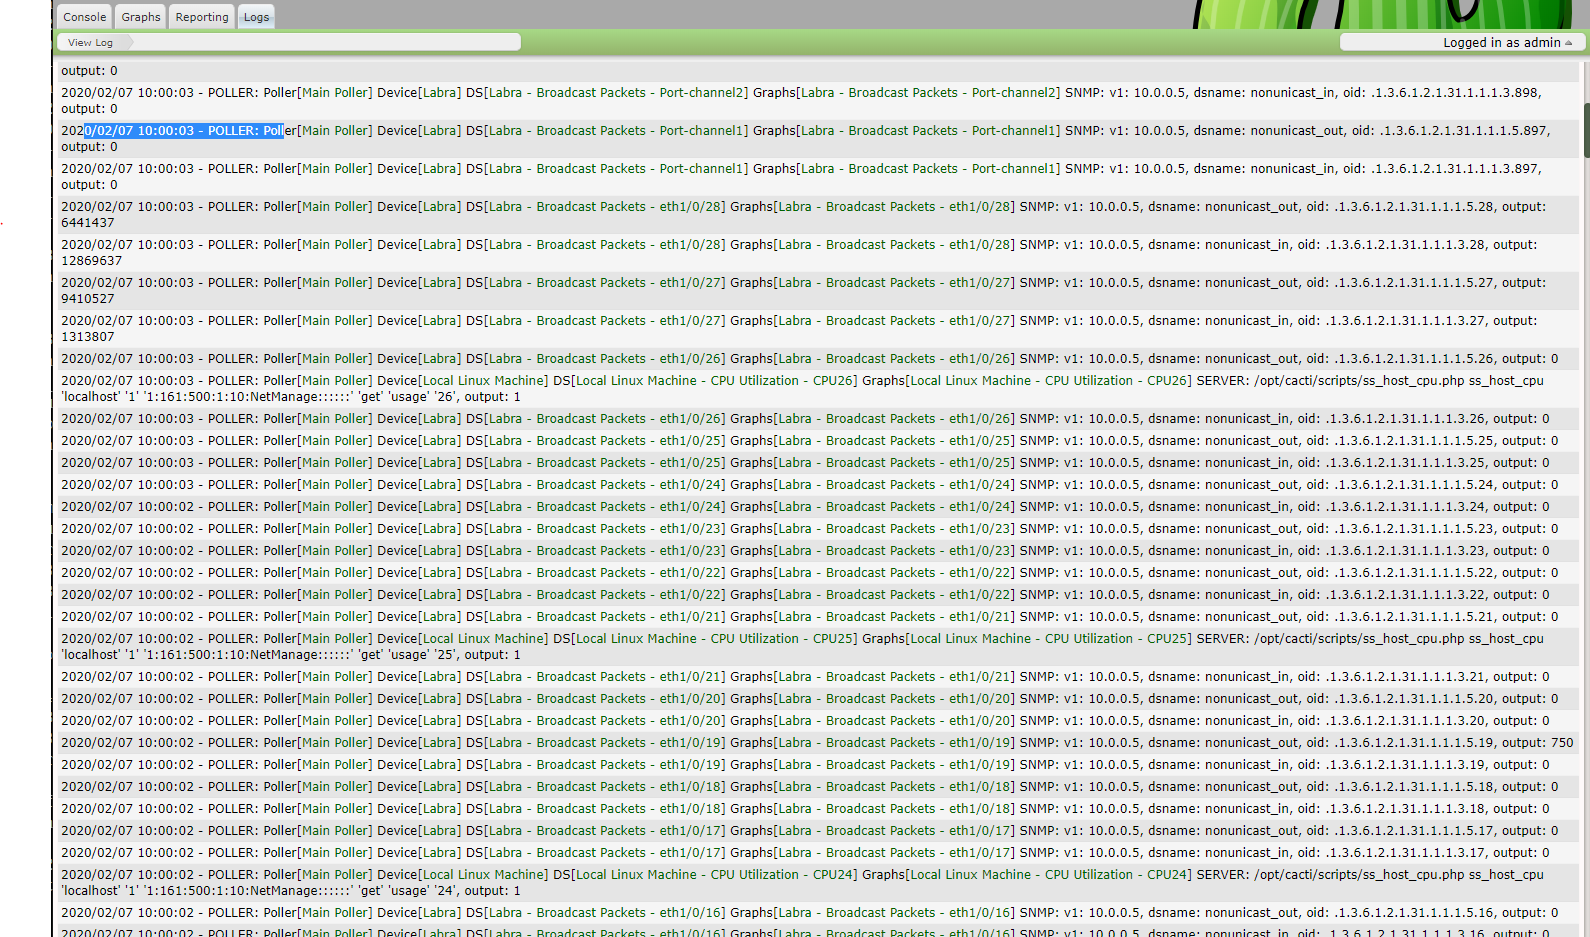 Console Graphs Reporting Logs
View Log
Logged in as admin
output: 0
2020/02/07 10:00:03 - POLLER: Poller[Main Poller] Device[Labra] DS[Labra - Broadcast Packets - Port-channel2] Graphs[Labra - Broadcast Packets - Port-channel2] SNMP: v1: 10.0.0.5, dsname: nonunicast_in, oid: .1.3.6.1.2.1.31.1.1.1.3.898,
output: 0
2020/02/07 10:00:03 - POLLER: Poller[Main Poller] Device[Labra] DS[Labra - Broadcast Packets - Port-channel1] Graphs[Labra - Broadcast Packets - Port-channel1] SNMP: v1: 10.0.0.5, dsname: nonunicast_out, oid: .1.3.6.1.2.1.31.1.1.1.5.897,
output: 0
2020/02/07 10:00:03 - POLLER: Poller[Main Poller] Device[Labra] DS[Labra - Broadcast Packets - Port-channel1] Graphs[Labra - Broadcast Packets - Port-channel1] SNMP: v1: 10.0.0.5, dsname: nonunicast_in, oid: .1.3.6.1.2.1.31.1.1.1.3.897,
output: 0
2020/02/07 10:00:03 - POLLER: Poller[Main Poller] Device[Labra] DS[Labra - Broadcast Packets - eth1/0/28] Graphs[Labra - Broadcast Packets - eth1/0/28] SNMP: v1: 10.0.0.5, dsname: nonunicast_out, oid: .1.3.6.1.2.1.31.1.1.1.5.28, output:
6441437
2020/02/07 10:00:03 - POLLER: Poller[Main Poller] Device[Labra] DS[Labra - Broadcast Packets - eth1/0/28] Graphs[Labra - Broadcast Packets - eth1/0/28] SNMP: v1: 10.0.0.5, dsname: nonunicast_in, oid: .1.3.6.1.2.1.31.1.1.1.3.28, output:
12869637
2020/02/07 10:00:03 - POLLER: Poller[Main Poller] Device[Labra] DS[Labra - Broadcast Packets - eth1/0/27] Graphs[Labra - Broadcast Packets - eth1/0/27] SNMP: v1: 10.0.0.5, dsname: nonunicast_out, oid: .1.3.6.1.2.1.31.1.1.1.5.27, output:
9410527
2020/02/07 10:00:03 - POLLER: Poller[Main Poller] Device[Labra] DS[Labra - Broadcast Packets - eth1/0/27] Graphs[Labra - Broadcast Packets - eth1/0/27] SNMP: v1: 10.0.0.5, dsname: nonunicast_in, oid: .1.3.6.1.2.1.31.1.1.1.3.27, output:
1313807
2020/02/07 10:00:03 - POLLER: Poller[Main Poller] Device[Labra] DS[Labra - Broadcast Packets - eth1/0/26] Graphs[Labra - Broadcast Packets - eth1/0/26] SNMP: v1: 10.0.0.5, dsname: nonunicast_out, oid: .1.3.6.1.2.1.31.1.1.1.5.26, output: 0
2020/02/07 10:00:03 - POLLER: Poller[Main Poller] Device[Local Linux Machine] DS[Local Linux Machine - CPU Utilization - CPU26] Graphs[Local Linux Machine - CPU Utilization - CPU26] SERVER: /opt/cacti/scripts/ss_host_cpu.php ss_host_cpu
'localhost' '1' '1:161:500:1:10:NetManage::::::' 'get' 'usage' '26', output: 1
2020/02/07 10:00:03 - POLLER: Poller[Main Poller] Device[Labra] DS[Labra - Broadcast Packets - eth1/0/26] Graphs[Labra - Broadcast Packets - eth1/0/26] SNMP: v1: 10.0.0.5, dsname: nonunicast_in, oid: .1.3.6.1.2.1.31.1.1.1.3.26, output: 0
2020/02/07 10:00:03 - POLLER: Poller[Main Poller] Device[Labra] DS[Labra - Broadcast Packets - eth1/0/25] Graphs[Labra - Broadcast Packets - eth1/0/25] SNMP: v1: 10.0.0.5, dsname: nonunicast_out, oid: .1.3.6.1.2.1.31.1.1.1.5.25, output: 0
2020/02/07 10:00:03 - POLLER: Poller[Main Poller] Device[Labra] DS[Labra - Broadcast Packets - eth1/0/25] Graphs[Labra - Broadcast Packets - eth1/0/25] SNMP: v1: 10.0.0.5, dsname: nonunicast_in, oid: .1.3.6.1.2.1.31.1.1.1.3.25, output: 0
2020/02/07 10:00:03 - POLLER: Poller[Main Poller] Device[Labra] DS[Labra - Broadcast Packets - eth1/0/24] Graphs[Labra - Broadcast Packets - eth1/0/24] SNMP: v1: 10.0.0.5, dsname: nonunicast_out, oid: .1.3.6.1.2.1.31.1.1.1.5.24, output: 0
2020/02/07 10:00:02 - POLLER: Poller[Main Poller] Device[Labra] DS[Labra - Broadcast Packets - eth1/0/24] Graphs[Labra - Broadcast Packets - eth1/0/24] SNMP: v1: 10.0.0.5, dsname: nonunicast_in, oid: .1.3.6.1.2.1.31.1.1.1.3.24, output: 0
2020/02/07 10:00:02 - POLLER: Poller[Main Poller] Device[Labra] DS[Labra - Broadcast Packets - eth1/0/23] Graphs[Labra - Broadcast Packets - eth1/0/23] SNMP: v1: 10.0.0.5, dsname: nonunicast_out, oid: .1.3.6.1.2.1.31.1.1.1.5.23, output: 0
2020/02/07 10:00:02 - POLLER: Poller[Main Poller] Device[Labra] DS[Labra - Broadcast Packets - eth1/0/23] Graphs[Labra - Broadcast Packets - eth1/0/23] SNMP: v1: 10.0.0.5, dsname: nonunicast_in, oid: .1.3.6.1.2.1.31.1.1.1.3.23, output: 0
2020/02/07 10:00:02 - POLLER: Poller[Main Poller] Device[Labra] DS[Labra - Broadcast Packets - eth1/0/22] Graphs[Labra - Broadcast Packets - eth1/0/22] SNMP: v1: 10.0.0.5, dsname: nonunicast_out, oid: .1.3.6.1.2.1.31.1.1.1.5.22, output: 0
2020/02/07 10:00:02 - POLLER: Poller[Main Poller] Device[Labra] DS[Labra - Broadcast Packets - eth1/0/22] Graphs[Labra - Broadcast Packets - eth1/0/22] SNMP: v1: 10.0.0.5, dsname: nonunicast_in, oid: .1.3.6.1.2.1.31.1.1.1.3.22, output: 0
2020/02/07 10:00:02 - POLLER: Poller[Main Poller] Device[Labra] DS[Labra - Broadcast Packets - eth1/0/21] Graphs[Labra - Broadcast Packets - eth1/0/21] SNMP: v1: 10.0.0.5, dsname: nonunicast_out, oid: .1.3.6.1.2.1.31.1.1.1.5.21, output: 0
2020/02/07 10:00:02 - POLLER: Poller[Main Poller] Device[Local Linux Machine] DS[Local Linux Machine - CPU Utilization - CPU25] Graphs[Local Linux Machine - CPU Utilization - CPU25] SERVER: /opt/cacti/scripts/ss_host_cpu.php ss_host_cpu
'localhost' '1' '1:161:500:1:10:NetManage::::::' 'get' 'usage' '25', output: 1
2020/02/07 10:00:02 - POLLER: Poller[Main Poller] Device[Labra] DS[Labra - Broadcast Packets - eth1/0/21] Graphs[Labra - Broadcast Packets - eth1/0/21] SNMP: v1: 10.0.0.5, dsname: nonunicast_in, oid: .1.3.6.1.2.1.31.1.1.1.3.21, output: 0
2020/02/07 10:00:02 - POLLER: Poller[Main Poller] Device[Labra] DS[Labra - Broadcast Packets - eth1/0/20] Graphs[Labra - Broadcast Packets - eth1/0/20] SNMP: v1: 10.0.0.5, dsname: nonunicast_out, oid: .1.3.6.1.2.1.31.1.1.1.5.20, output: 0
2020/02/07 10:00:02 - POLLER: Poller[Main Poller] Device[Labra] DS[Labra - Broadcast Packets - eth1/0/20] Graphs[Labra - Broadcast Packets - eth1/0/20] SNMP: v1: 10.0.0.5, dsname: nonunicast_in, oid: .1.3.6.1.2.1.31.1.1.1.3.20, output: 0
2020/02/07 10:00:02 - POLLER: Poller[Main Poller] Device[Labra] DS[Labra - Broadcast Packets - eth1/0/19] Graphs[Labra - Broadcast Packets - eth1/0/19] SNMP: v1: 10.0.0.5, dsname: nonunicast_out, oid: .1.3.6.1.2.1.31.1.1.1.5.19, output: 750
2020/02/07 10:00:02 - POLLER: Poller[Main Poller] Device[Labra] DS[Labra - Broadcast Packets - eth1/0/19] Graphs[Labra - Broadcast Packets - eth1/0/19] SNMP: v1: 10.0.0.5, dsname: nonunicast_in, oid: .1.3.6.1.2.1.31.1.1.1.3.19, output: 0
2020/02/07 10:00:02 - POLLER: Poller[Main Poller] Device[Labra] DS[Labra - Broadcast Packets - eth1/0/18] Graphs[Labra - Broadcast Packets - eth1/0/18] SNMP: v1: 10.0.0.5, dsname: nonunicast_out, oid: .1.3.6.1.2.1.31.1.1.1.5.18, output: 0
2020/02/07 10:00:02 - POLLER: Poller[Main Poller] Device[Labra] DS[Labra - Broadcast Packets - eth1/0/18] Graphs[Labra - Broadcast Packets - eth1/0/18] SNMP: v1: 10.0.0.5, dsname: nonunicast_in, oid: .1.3.6.1.2.1.31.1.1.1.3.18, output: 0
2020/02/07 10:00:02 - POLLER: Poller[Main Poller] Device[Labra] DS[Labra - Broadcast Packets - eth1/0/17] Graphs[Labra - Broadcast Packets - eth1/0/17] SNMP: v1: 10.0.0.5, dsname: nonunicast_out, oid: .1.3.6.1.2.1.31.1.1.1.5.17, output: 0
2020/02/07 10:00:02 - POLLER: Poller[Main Poller] Device[Labra] DS[Labra - Broadcast Packets - eth1/0/17] Graphs[Labra - Broadcast Packets - eth1/0/17] SNMP: v1: 10.0.0.5, dsname: nonunicast_in, oid: .1.3.6.1.2.1.31.1.1.1.3.17, output: 0
2020/02/07 10:00:02 - POLLER: Poller[Main Poller] Device[Local Linux Machine] DS[Local Linux Machine - CPU Utilization - CPU24] Graphs[Local Linux Machine - CPU Utilization - CPU24] SERVER: /opt/cacti/scripts/ss_host_cpu.php ss_host_cpu
'localhost' '1' '1:161:500:1:10:NetManage::::::' 'get' 'usage' '24', output: 1
2020/02/07 10:00:02 - POLLER: Poller[Main Poller] Device[Labra] DS[Labra - Broadcast Packets - eth1/0/16] Graphs[Labra - Broadcast Packets - eth1/0/16] SNMP: v1: 10.0.0.5, dsname: nonunicast_out, oid: .1.3.6.1.2.1.31.1.1.1.5.16, output: 0
2020/02/07 10:00:02 - POLLER: Poller[Main Poller] Device[Labra] DS[Labra - Broadcast Packets - eth1/0/16] Graphs[Labra - Broadcast Packets - eth1/0/16] SNMP: v1: 10.0.0.5, dsname: nonunicast_in, oid: .1.3.6.1.2.1.31.1.1.1.3.16, output: 0